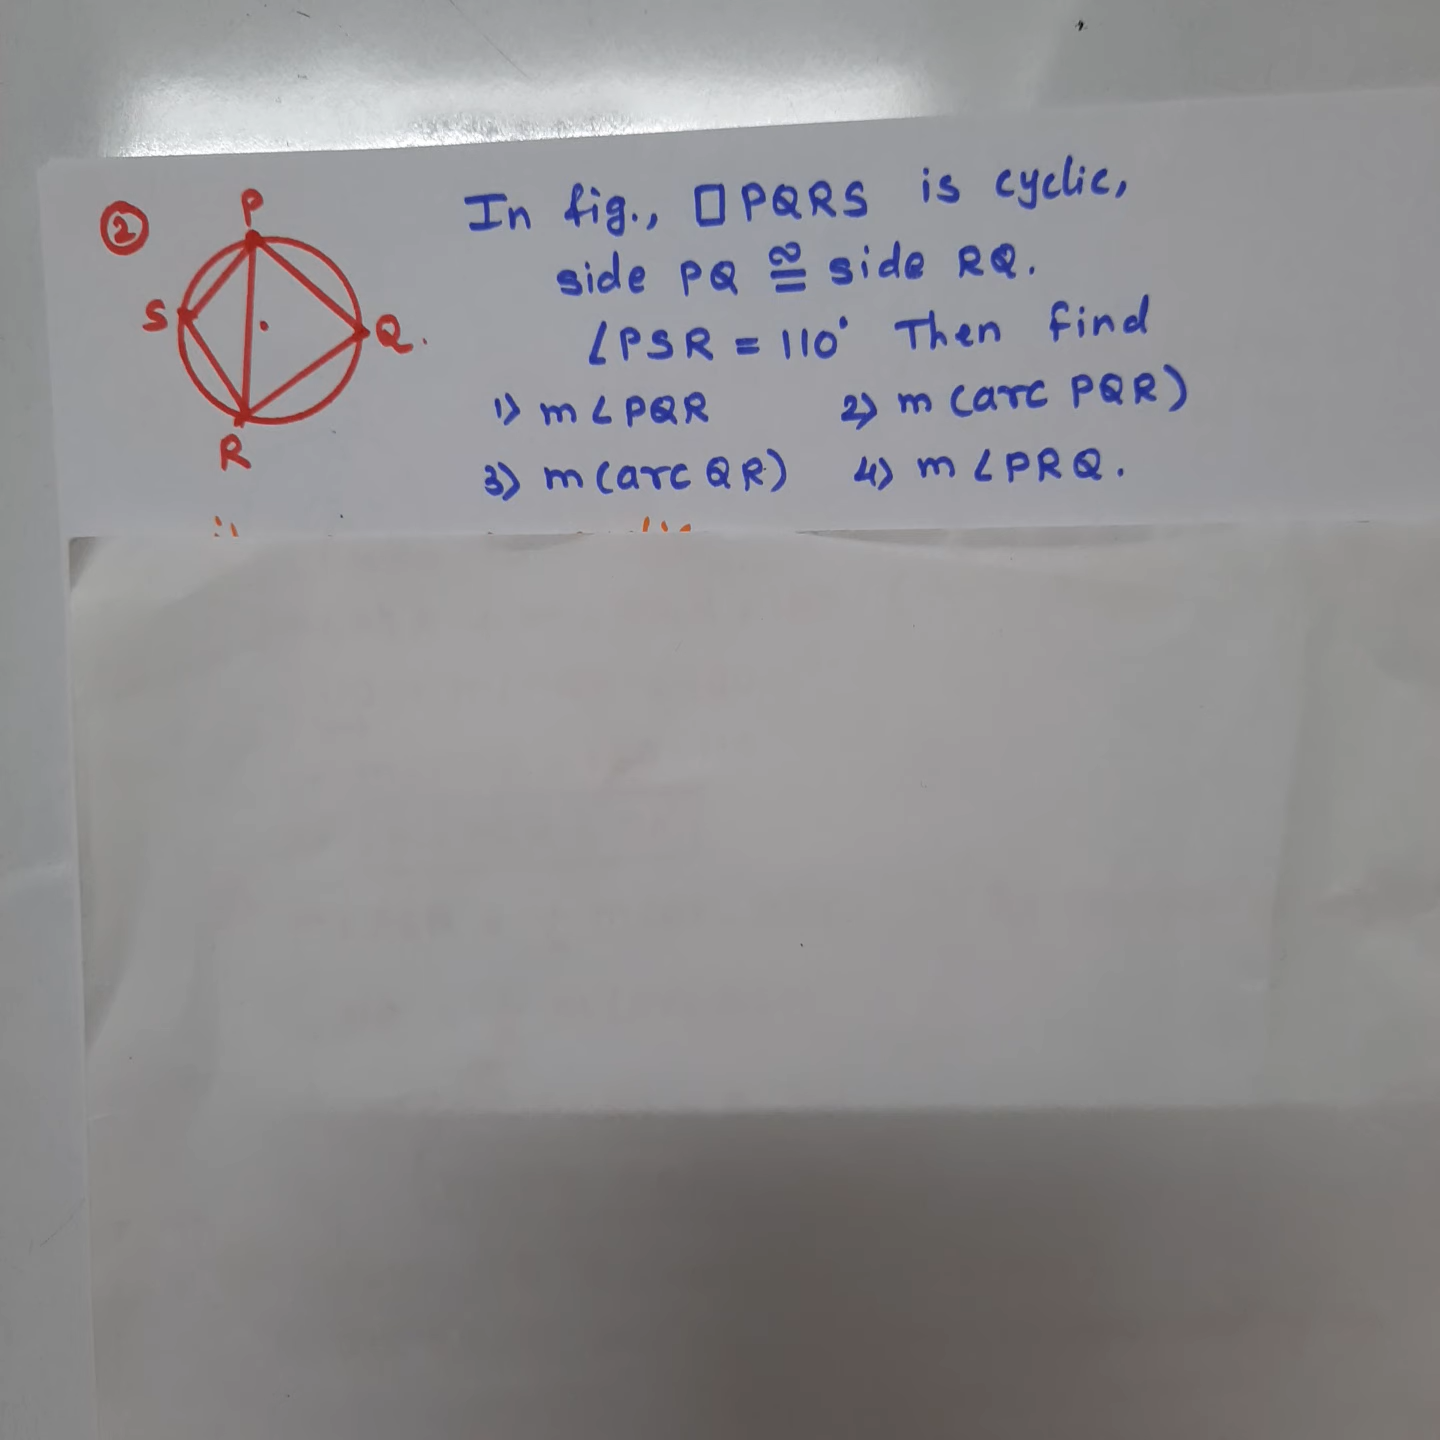 ②
P
S
Q.
R
In fig., □PQRS is cyclic,
side PQ ≅ side RQ.
∠PSR = 110° Then find
1) m∠PQR 2) m(arc PQR)
3) m(arc QR) 4) m∠PRQ.